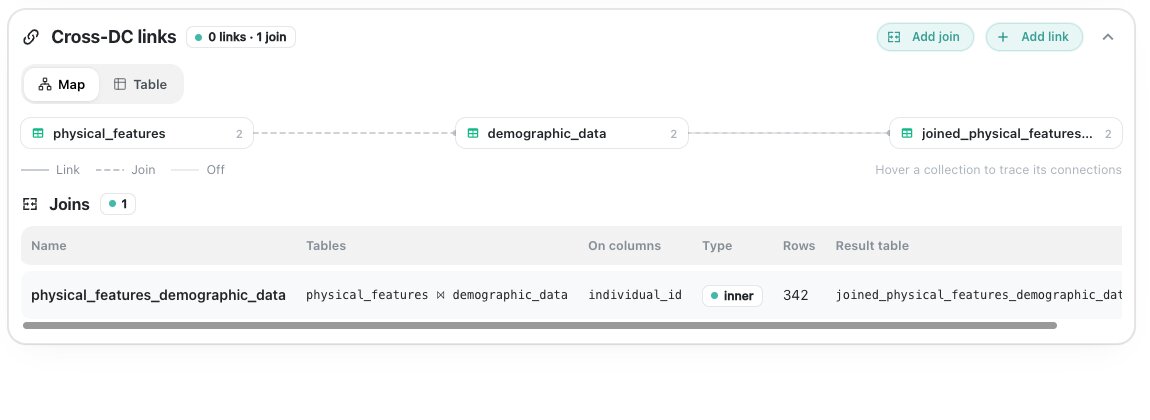 Cross-DC links
0 links · 1 join
Add join
Add link
Map
Table
physical_features 2
demographic_data 2
joined_physical_features... 2
Link
Join
Off
Hover a collection to trace its connections
Joins
1
Name Tables On columns Type Rows Result table
physical_features_demographic_data physical_features ⋈ demographic_data individual_id inner 342 joined_physical_features_demographic_dat